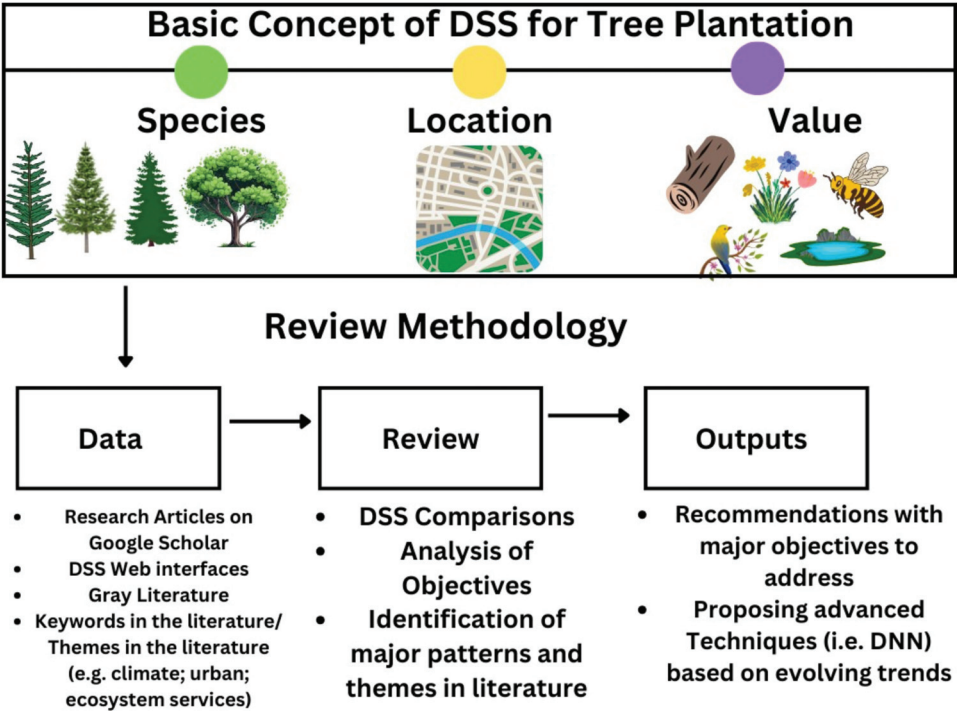 Basic Concept of DSS for Tree Plantation
Species
Location
Value
Review Methodology
Data
Review
Outputs
• Research Articles on
Google Scholar
• DSS Web interfaces
• Gray Literature
• Keywords in the literature/
Themes in the literature
(e.g. climate; urban;
ecosystem services)
• DSS Comparisons
• Analysis of
Objectives
• Identification of
major patterns and
themes in literature
• Recommendations with
major objectives to
address
• Proposing advanced
Techniques (i.e. DNN)
based on evolving trends